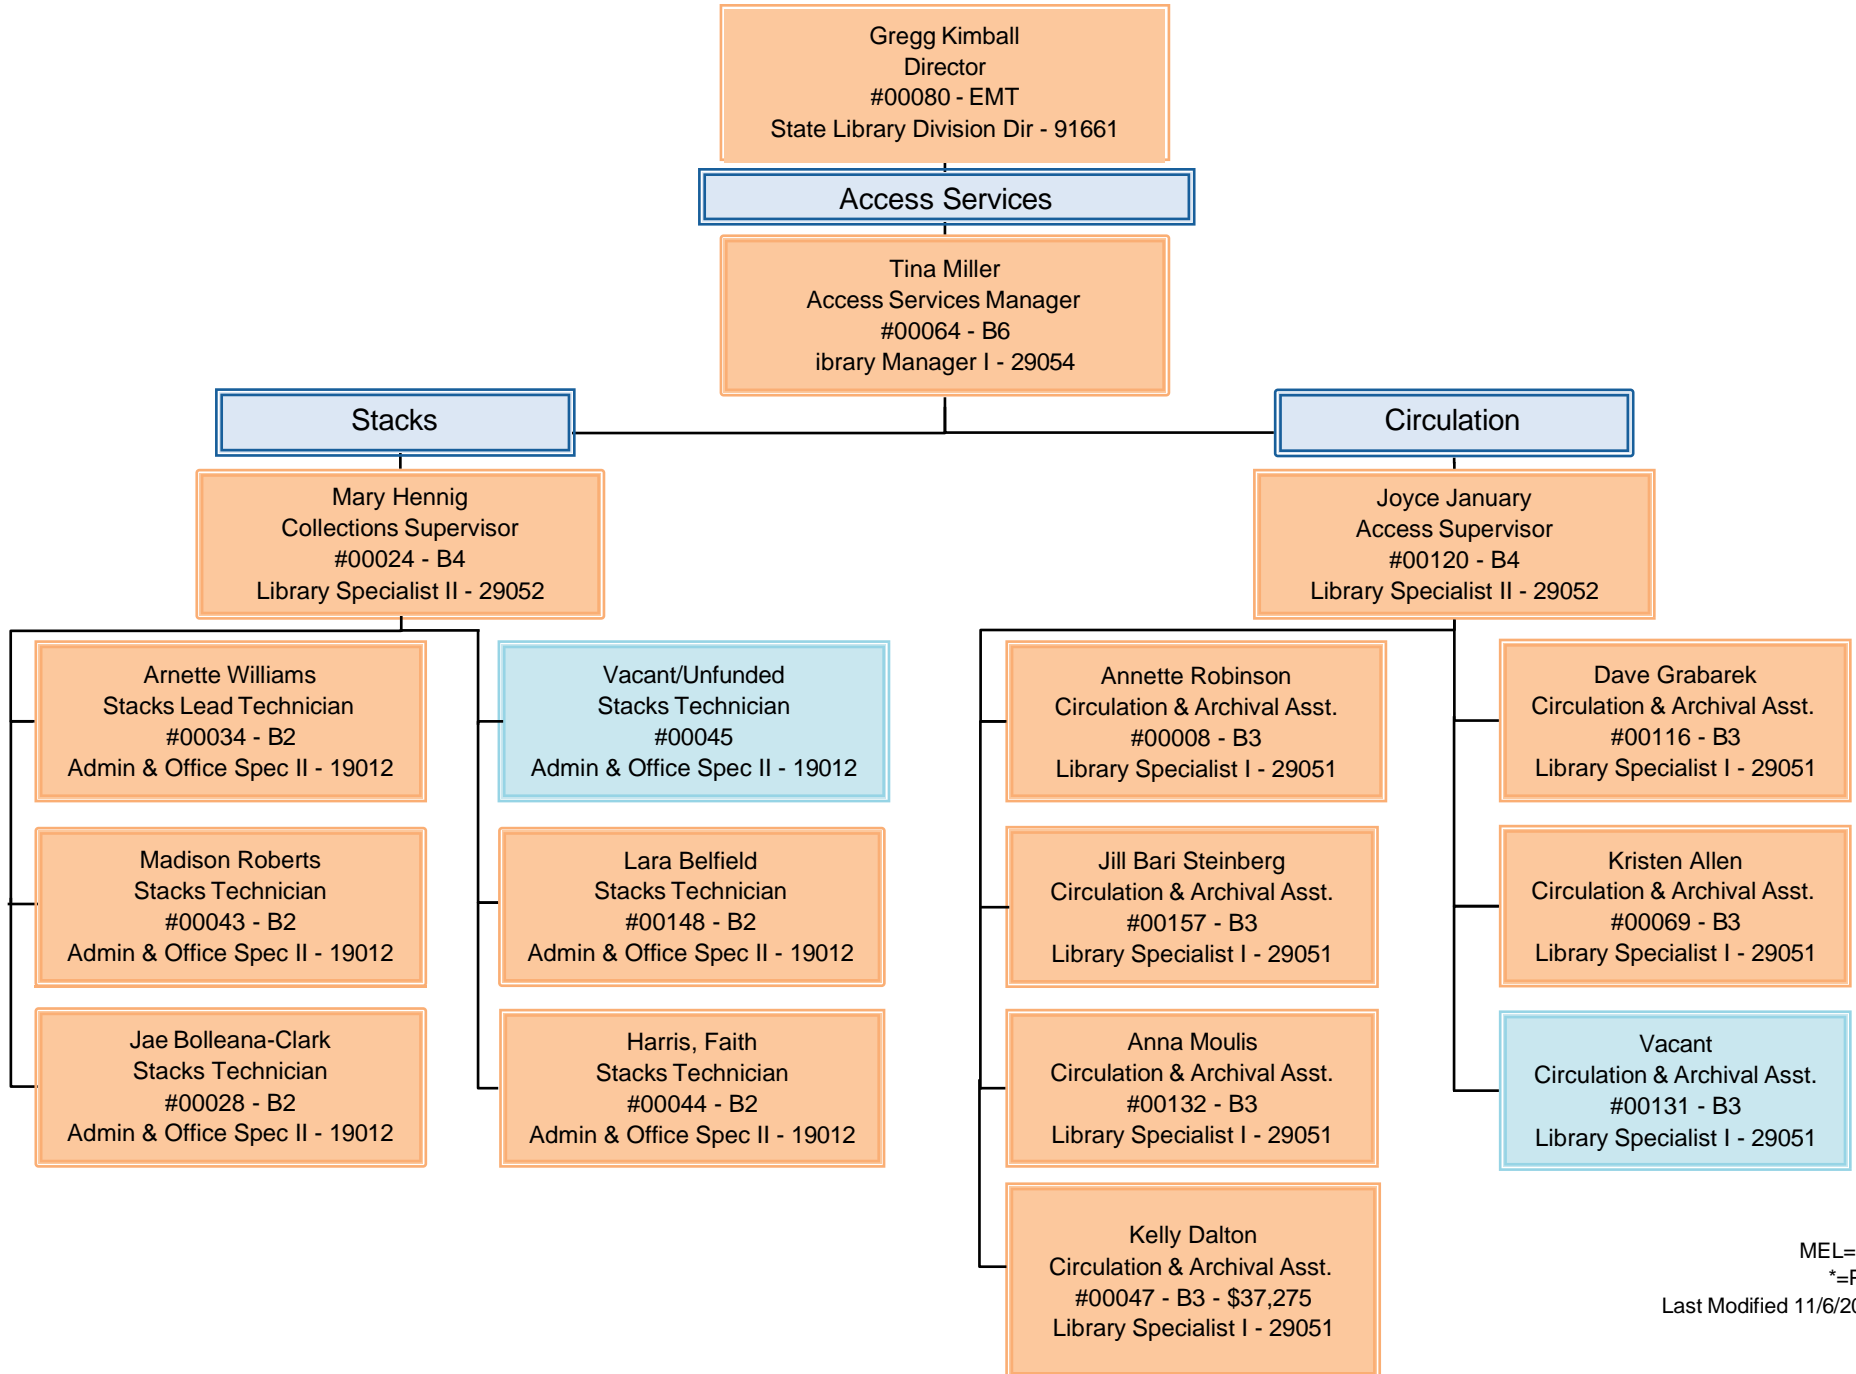 Gregg Kimball
Director
#00080 - EMT
State Library Division Dir - 91661
Access Services
Tina Miller
Access Services Manager
#00064 - B6
ibrary Manager I - 29054
Stacks
Circulation
Mary Hennig
Collections Supervisor
#00024 - B4
Library Specialist II - 29052
Joyce January
Access Supervisor
#00120 - B4
Library Specialist II - 29052
Arnette Williams
Stacks Lead Technician
#00034 - B2
Admin & Office Spec II - 19012
Vacant/Unfunded
Stacks Technician
#00045
Admin & Office Spec II - 19012
Annette Robinson
Circulation & Archival Asst.
#00008 - B3
Library Specialist I - 29051
Dave Grabarek
Circulation & Archival Asst.
#00116 - B3
Library Specialist I - 29051
Madison Roberts
Stacks Technician
#00043 - B2
Admin & Office Spec II - 19012
Lara Belfield
Stacks Technician
#00148 - B2
Admin & Office Spec II - 19012
Jill Bari Steinberg
Circulation & Archival Asst.
#00157 - B3
Library Specialist I - 29051
Kristen Allen
Circulation & Archival Asst.
#00069 - B3
Library Specialist I - 29051
Jae Bolleana-Clark
Stacks Technician
#00028 - B2
Admin & Office Spec II - 19012
Harris, Faith
Stacks Technician
#00044 - B2
Admin & Office Spec II - 19012
Anna Moulis
Circulation & Archival Asst.
#00132 - B3
Library Specialist I - 29051
Vacant
Circulation & Archival Asst.
#00131 - B3
Library Specialist I - 29051
Kelly Dalton
Circulation & Archival Asst.
#00047 - B3 - $37,275
Library Specialist I - 29051
MEL=
*=
Last Modified 11/6/20